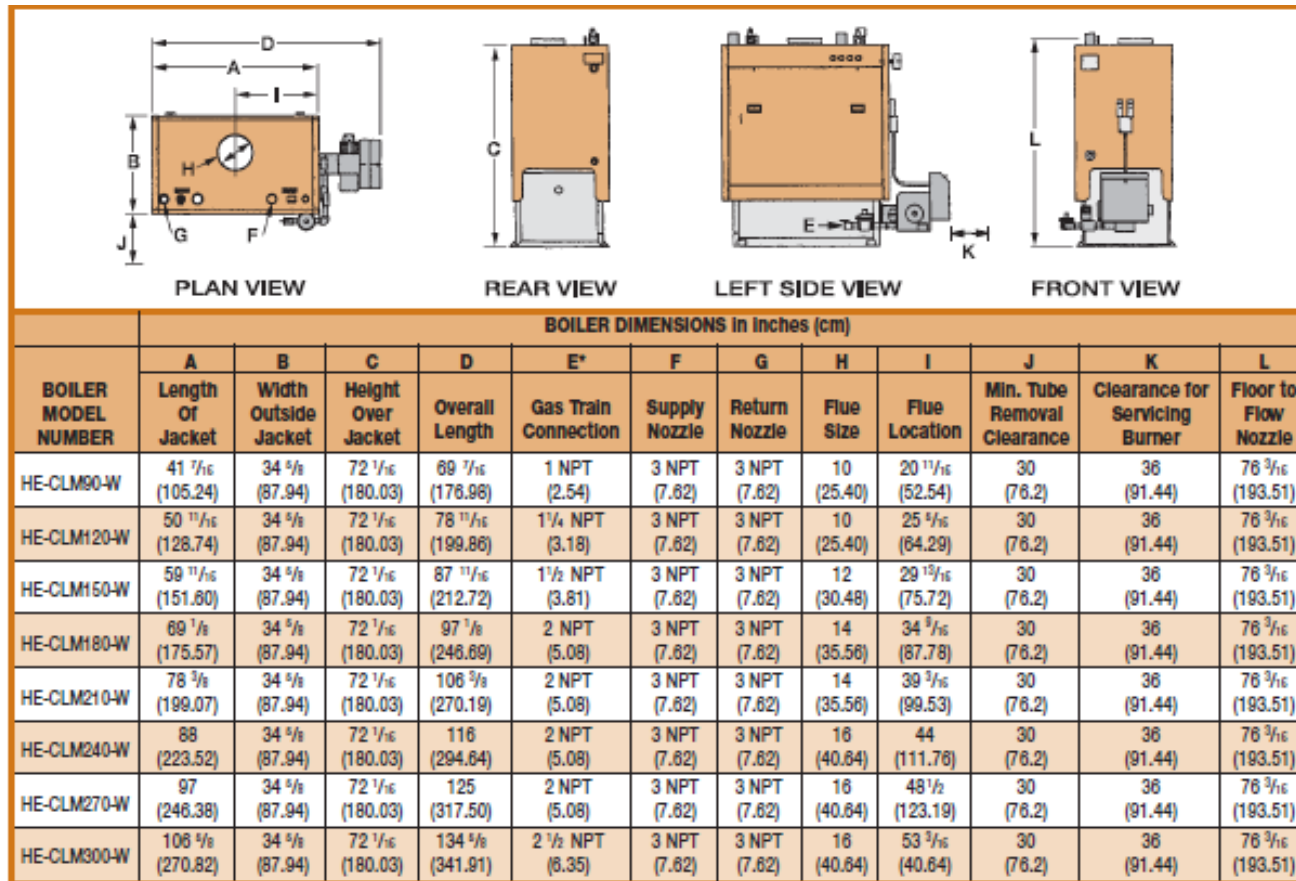 D
A
I
B
H
J
G
F
C
E
K
L
PLAN VIEW
REAR VIEW
LEFT SIDE VIEW
FRONT VIEW
BOILER DIMENSIONS in Inches (cm)
A B C D E* F G H I J K L
BOILER MODEL NUMBER
Length Of Jacket
Width Outside Jacket
Height Over Jacket
Overall Length
Gas Train Connection
Supply Nozzle
Return Nozzle
Flue Size
Flue Location
Min. Tube Removal Clearance
Clearance for Servicing Burner
Floor to Flow Nozzle
HE-CLM90-W 41 7/16 34 5/8 72 1/16 69 7/16 1 NPT 3 NPT 3 NPT 10 20 11/16 30 36 76 3/16
(105.24) (87.94) (180.03) (176.98) (2.54) (7.62) (7.62) (25.40) (52.54) (76.2) (91.44) (193.51)
HE-CLM120-W 50 11/16 34 5/8 72 1/16 78 11/16 1 1/4 NPT 3 NPT 3 NPT 10 25 5/16 30 36 76 3/16
(128.74) (87.94) (180.03) (199.86) (3.18) (7.62) (7.62) (25.40) (64.29) (76.2) (91.44) (193.51)
HE-CLM150-W 59 11/16 34 5/8 72 1/16 87 11/16 1 1/2 NPT 3 NPT 3 NPT 12 29 13/16 30 36 76 3/16
(151.60) (87.94) (180.03) (212.72) (3.81) (7.62) (7.62) (30.48) (75.72) (76.2) (91.44) (193.51)
HE-CLM180-W 69 1/8 34 5/8 72 1/16 97 1/8 2 NPT 3 NPT 3 NPT 14 34 9/16 30 36 76 3/16
(175.57) (87.94) (180.03) (246.69) (5.08) (7.62) (7.62) (35.56) (87.78) (76.2) (91.44) (193.51)
HE-CLM210-W 78 3/8 34 5/8 72 1/16 106 3/8 2 NPT 3 NPT 3 NPT 14 39 3/16 30 36 76 3/16
(199.07) (87.94) (180.03) (270.19) (5.08) (7.62) (7.62) (35.56) (99.53) (76.2) (91.44) (193.51)
HE-CLM240-W 88 34 5/8 72 1/16 116 2 NPT 3 NPT 3 NPT 16 44 30 36 76 3/16
(223.52) (87.94) (180.03) (294.64) (5.08) (7.62) (7.62) (40.64) (111.76) (76.2) (91.44) (193.51)
HE-CLM270-W 97 34 5/8 72 1/16 125 2 NPT 3 NPT 3 NPT 16 48 1/2 30 36 76 3/16
(246.38) (87.94) (180.03) (317.50) (5.08) (7.62) (7.62) (40.64) (123.19) (76.2) (91.44) (193.51)
HE-CLM300-W 106 5/8 34 5/8 72 1/16 134 5/8 2 1/2 NPT 3 NPT 3 NPT 16 53 3/16 30 36 76 3/16
(270.82) (87.94) (180.03) (341.91) (6.35) (7.62) (7.62) (40.64) (40.64) (76.2) (91.44) (193.51)